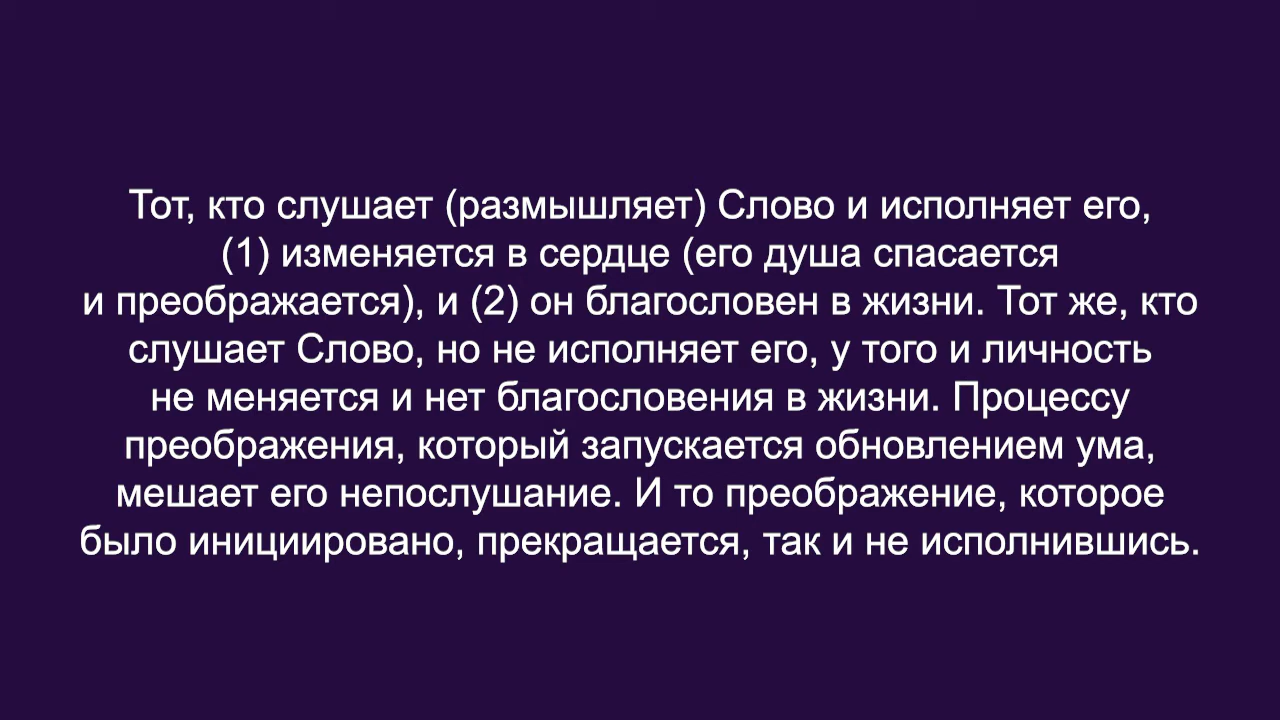 Тот, кто слушает (размышляет) Слово и исполняет его,
(1) изменяется в сердце (его душа спасается
и преображается), и (2) он благословен в жизни. Тот же, кто
слушает Слово, но не исполняет его, у того и личность
не меняется и нет благословения в жизни. Процессу
преображения, который запускается обновлением ума,
мешает его непослушание. И то преображение, которое
было инициировано, прекращается, так и не исполнившись.